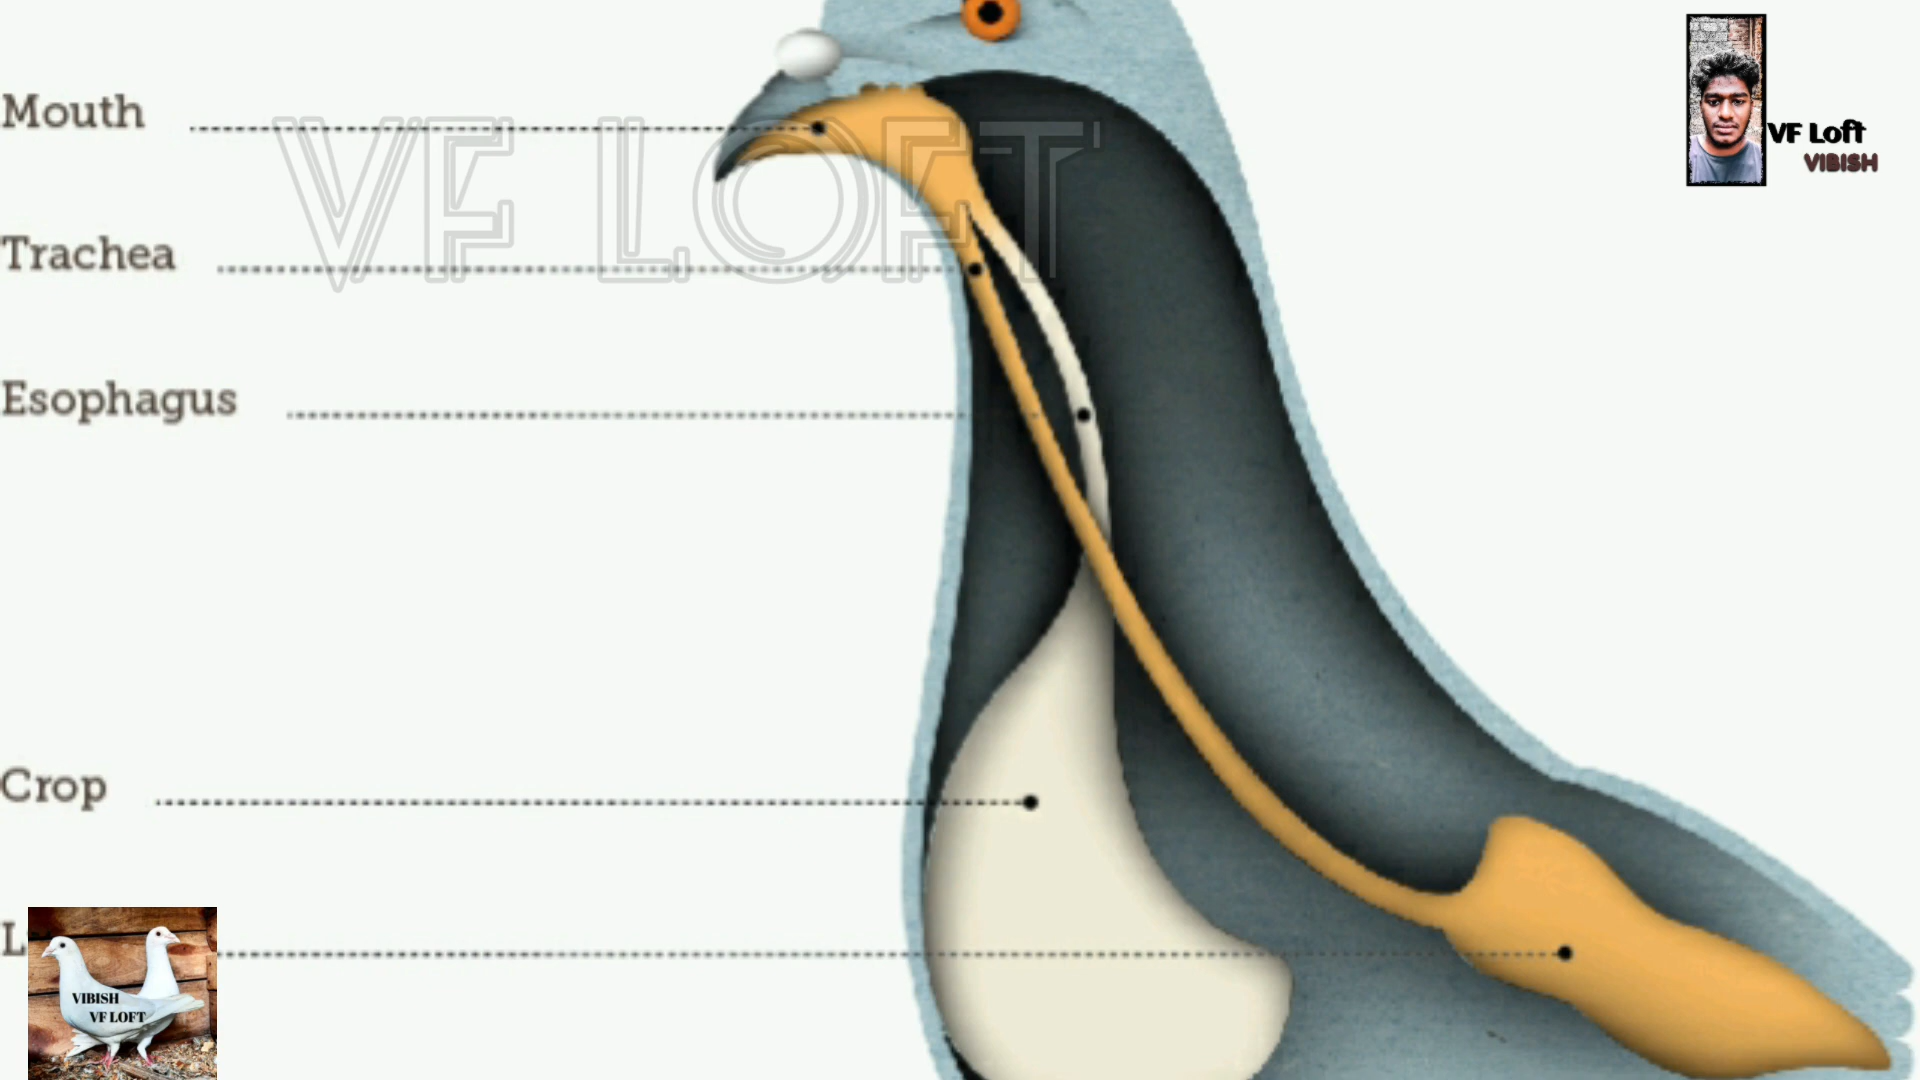 Mouth
VF LOFT
VF Loft
VIBISH
Trachea
Esophagus
Crop
L
VIBISH
VF LOFT